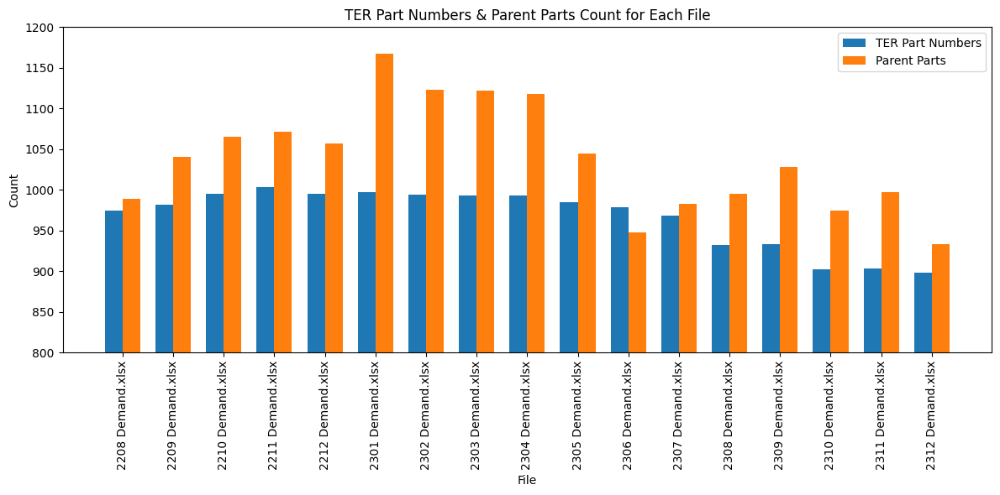 TER Part Numbers & Parent Parts Count for Each File
TER Part Numbers
Parent Parts
Count
1200
1150
1100
1050
1000
950
900
850
800
2208 Demand.xlsx
2209 Demand.xlsx
2210 Demand.xlsx
2211 Demand.xlsx
2212 Demand.xlsx
2301 Demand.xlsx
2302 Demand.xlsx
2303 Demand.xlsx
2304 Demand.xlsx
2305 Demand.xlsx
2306 Demand.xlsx
2307 Demand.xlsx
2308 Demand.xlsx
2309 Demand.xlsx
2310 Demand.xlsx
2311 Demand.xlsx
2312 Demand.xlsx
File